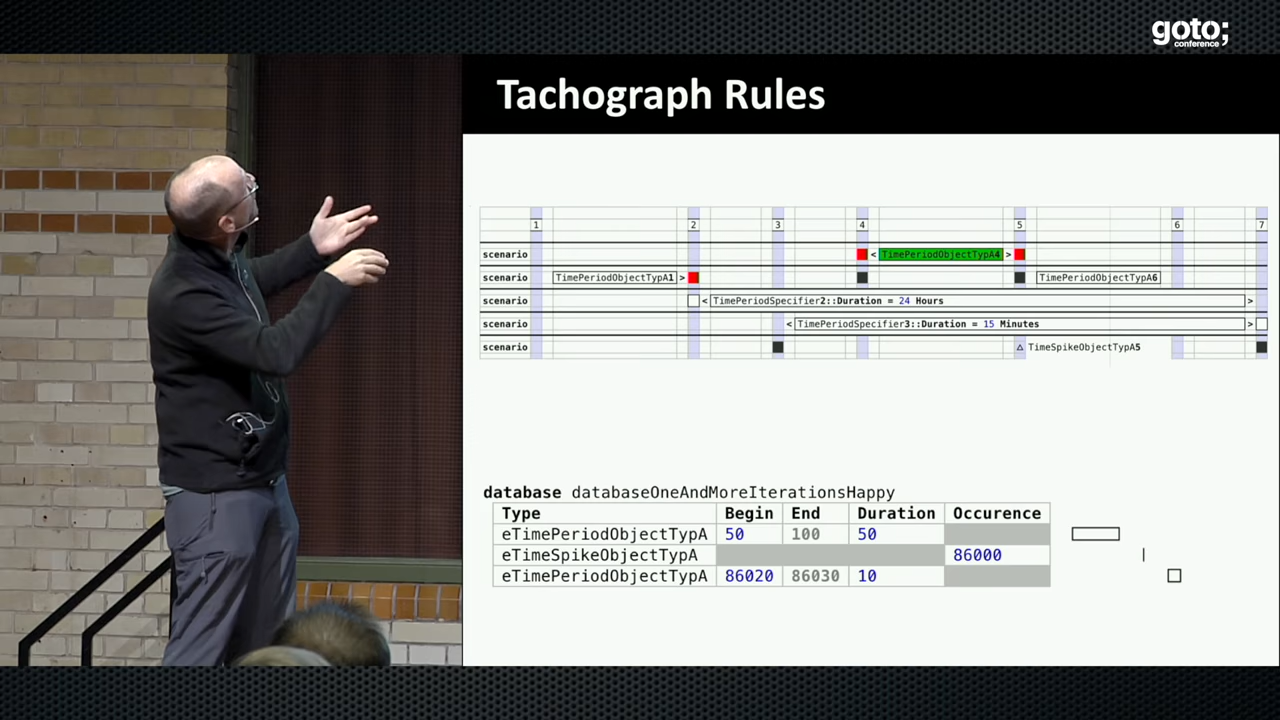 goto;
conference
Tachograph Rules
1 2 3 4 5 6 7
scenario < TimePeriodObjectTypA4 >
scenario TimePeriodObjectTypA1 > TimePeriodObjectTypA6
scenario < TimePeriodSpecifier2::Duration = 24 Hours >
scenario < TimePeriodSpecifier3::Duration = 15 Minutes >
scenario △ TimeSpikeObjectTypA5
database databaseOneAndMoreIterationsHappy
Type Begin End Duration Occurence
eTimePeriodObjectTypA 50 100 50
eTimeSpikeObjectTypA 86000
eTimePeriodObjectTypA 86020 86030 10